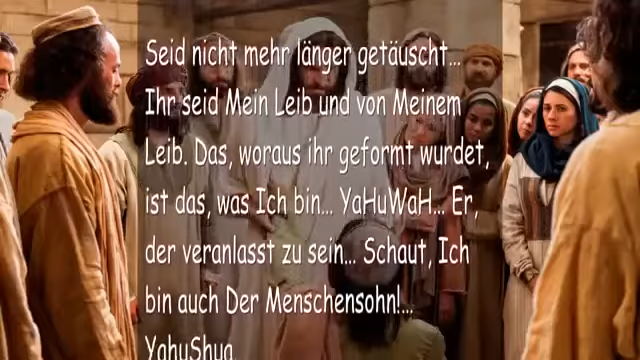 Seid nicht mehr länger getäuscht...
Ihr seid Mein Leib und von Meinem
Leib. Das, woraus ihr geformt wurdet,
ist das, was Ich bin... YaHuWaH... Er,
der veranlasst zu sein... Schaut, Ich
bin auch Der Menschensohn!...
YahuShua